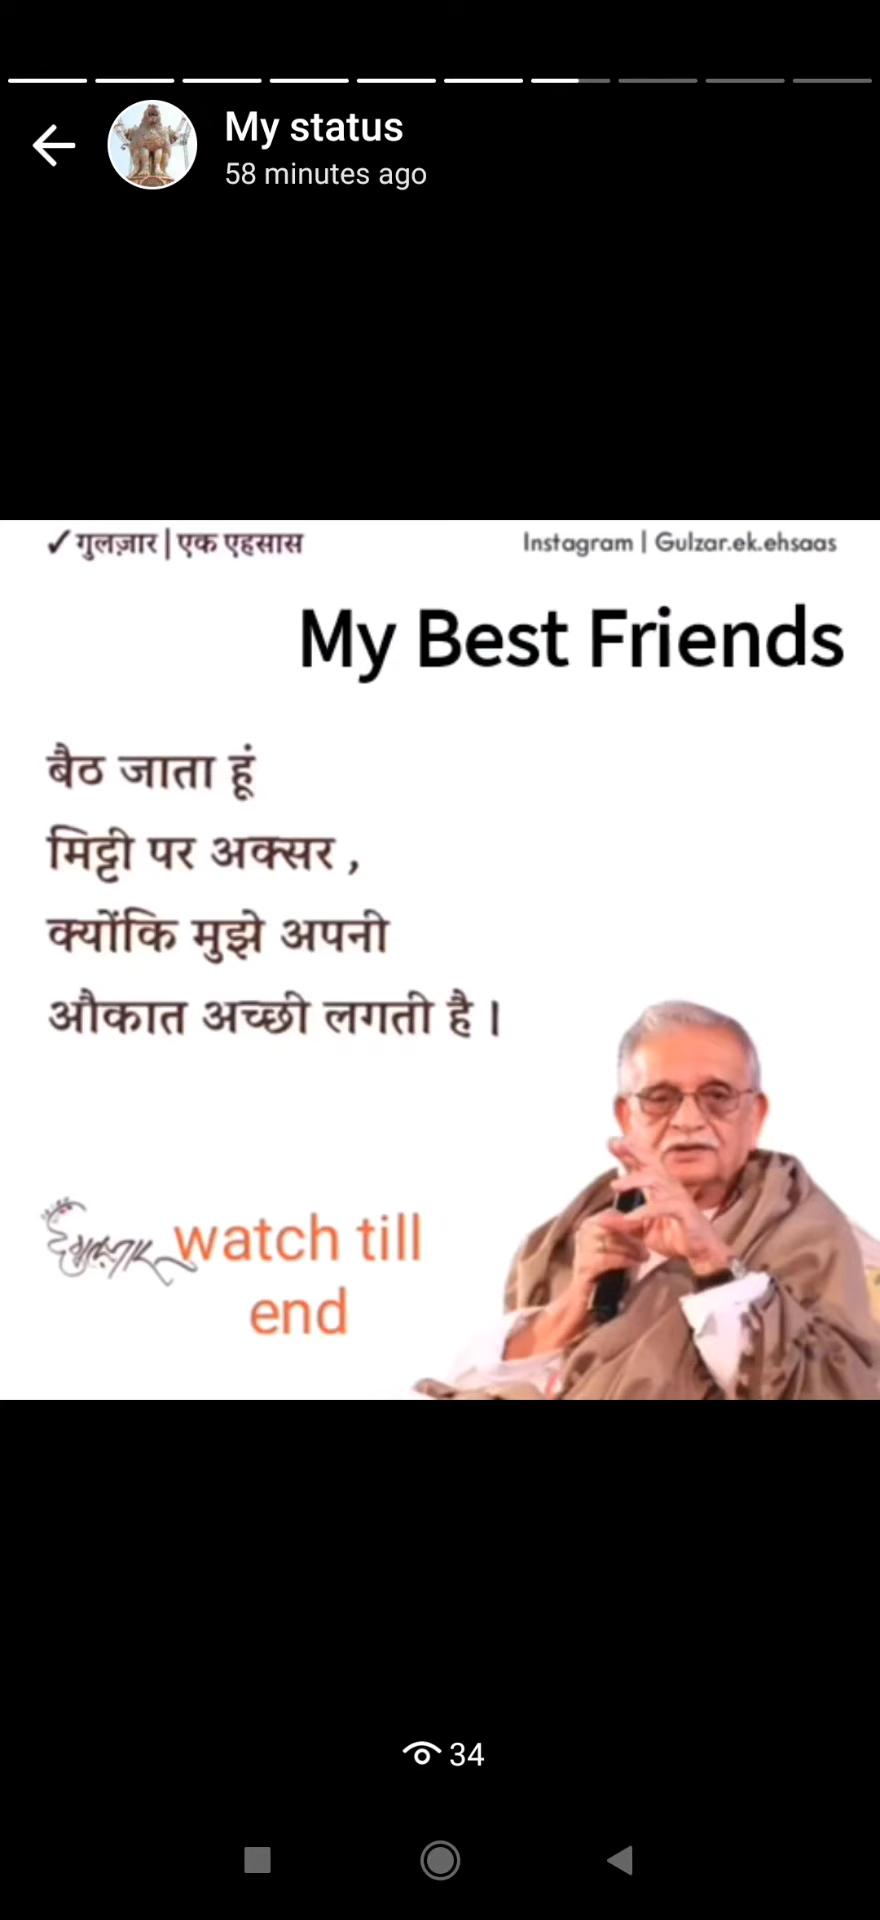 My status
58 minutes ago
✓गुलज़ार | एक एहसास
Instagram | Gulzar.ek.ehsaas
My Best Friends
बैठ जाता हूं
मिट्टी पर अक्सर ,
क्योंकि मुझे अपनी
औकात अच्छी लगती है ।
watch till
end
34